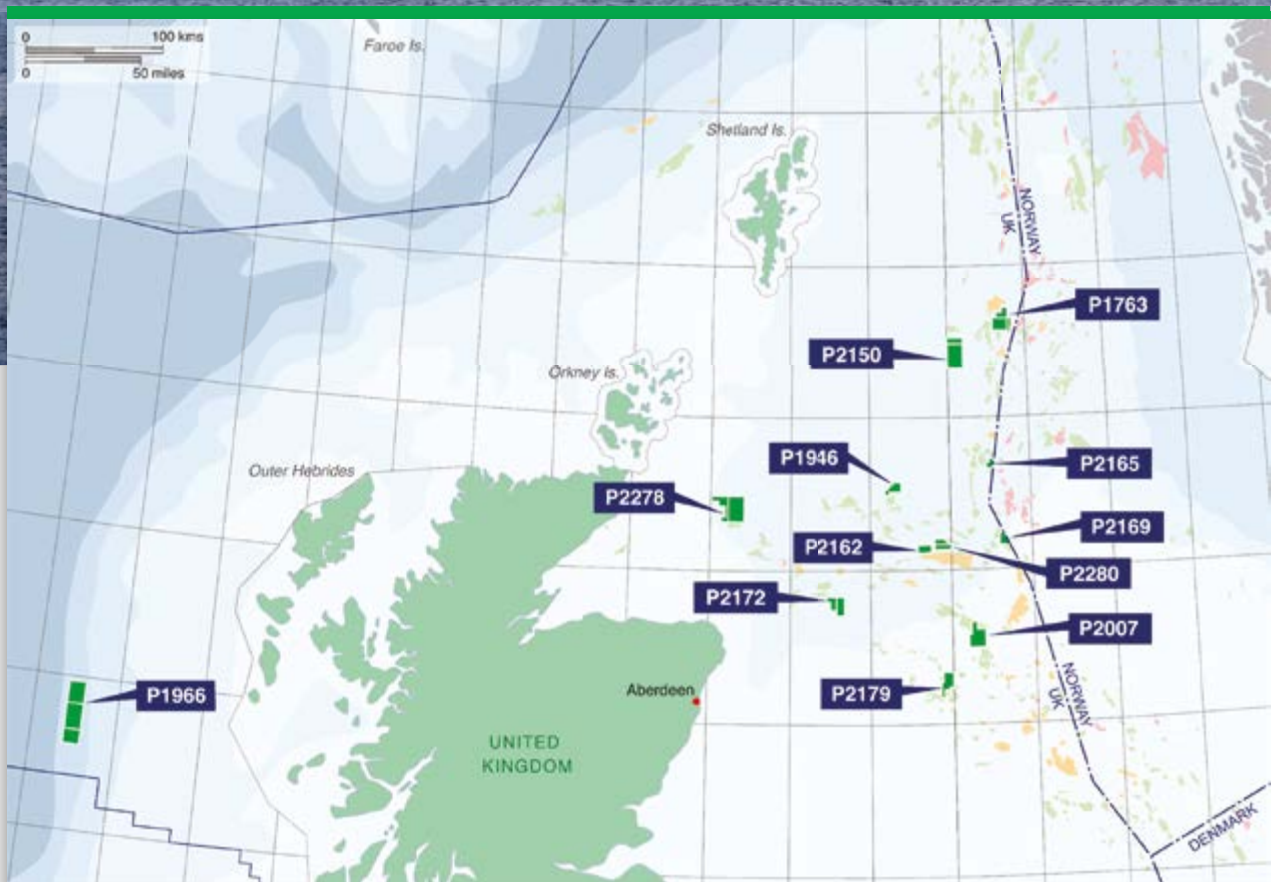 0 100 kms
0 50 miles
Faroe Is.
Shetland Is.
NORWAY
UK
P1763
P2150
Orkney Is.
P1946
P2165
Outer Hebrides
P2278
P2169
P2162
P2280
P2172
P2007
P2179
P1966
Aberdeen
NORWAY
UK
UNITED
KINGDOM
DENMARK